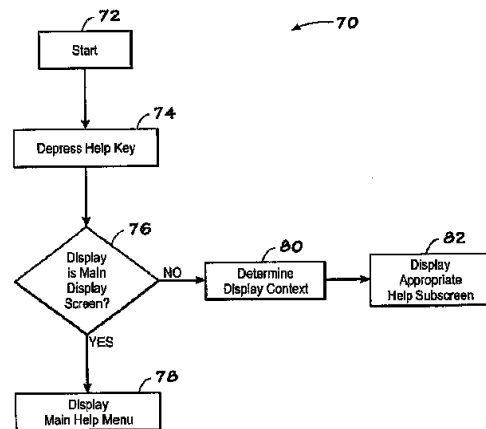 72
70
Start
74
Depress Help Key
76
Display
is Main
Display
Screen?
NO
80
Determine
Display Context
82
Display
Appropriate
Help Subscreen
YES
78
Display
Main Help Menu